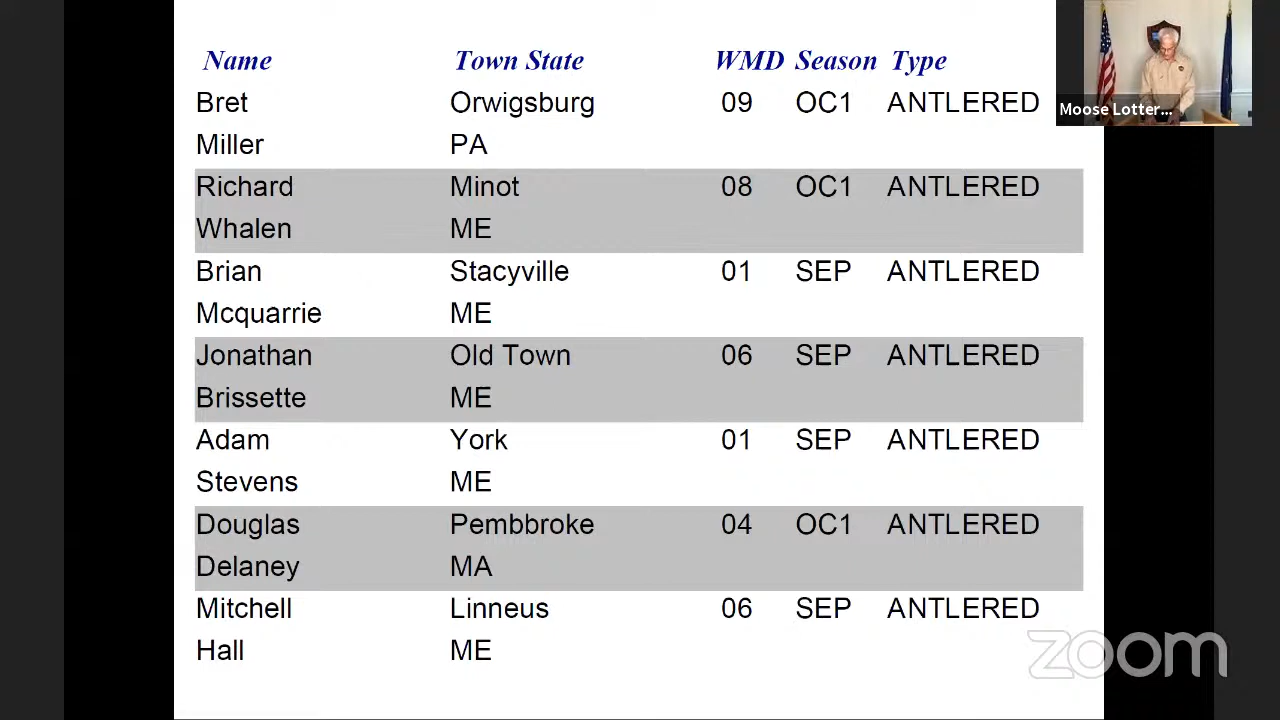 Name Town State WMD Season Type
Bret Orwigsburg 09 OC1 ANTLERED
Miller PA
Richard Minot 08 OC1 ANTLERED
Whalen ME
Brian Stacyville 01 SEP ANTLERED
Mcquarrie ME
Jonathan Old Town 06 SEP ANTLERED
Brissette ME
Adam York 01 SEP ANTLERED
Stevens ME
Douglas Pembbroke 04 OC1 ANTLERED
Delaney MA
Mitchell Linneus 06 SEP ANTLERED
Hall ME
Moose Lotter...
zoom